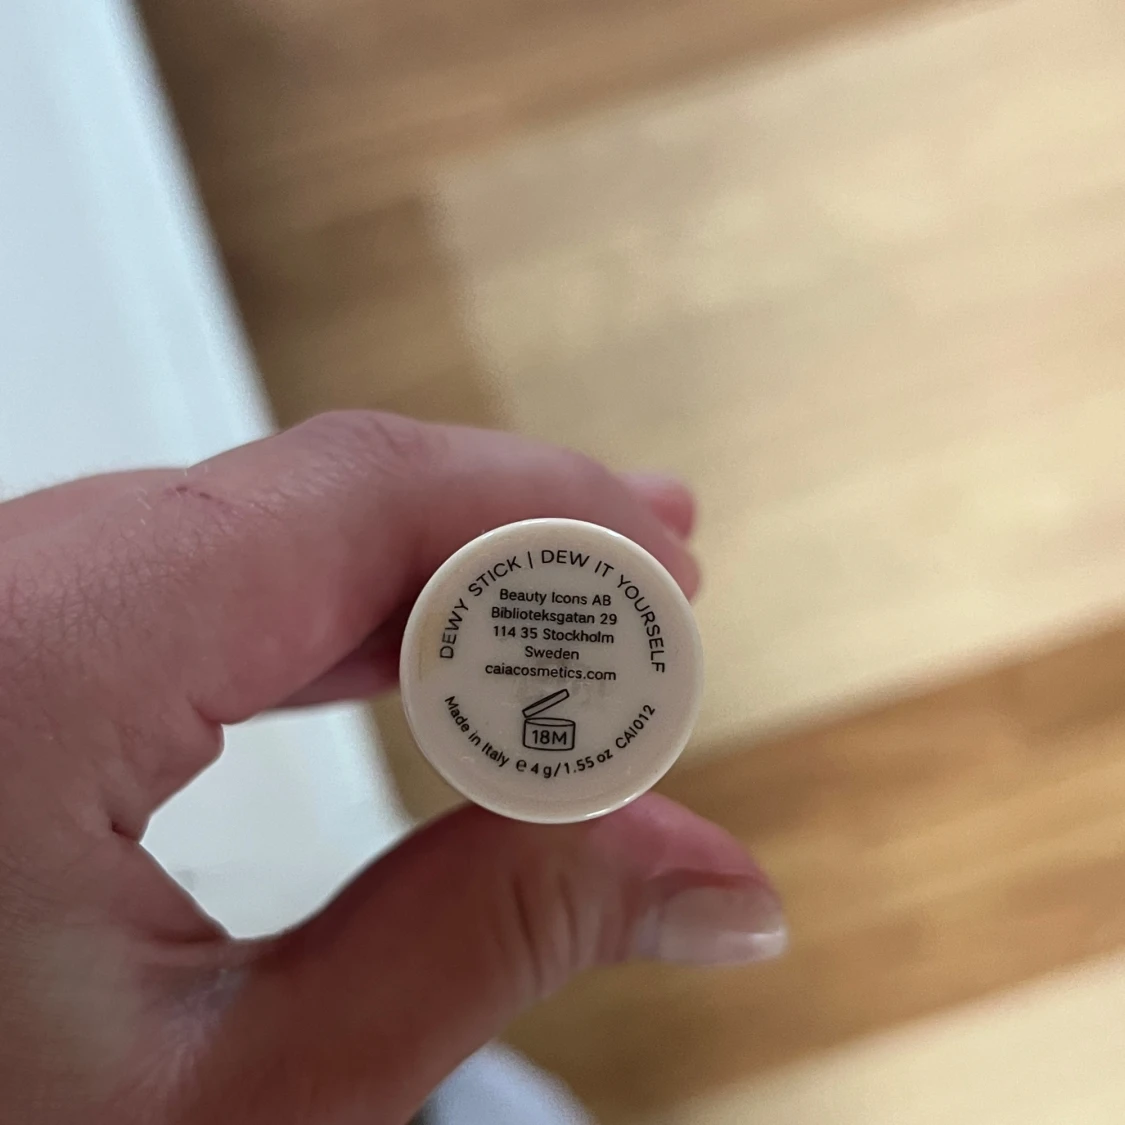 DEWY STICK | DEW IT YOURSELF
Beauty Icons AB
Biblioteksgatan 29
114 35 Stockholm
Sweden
caiacosmetics.com
18M
Made in Italy ℮ 4 g/1.55 oz CAI012